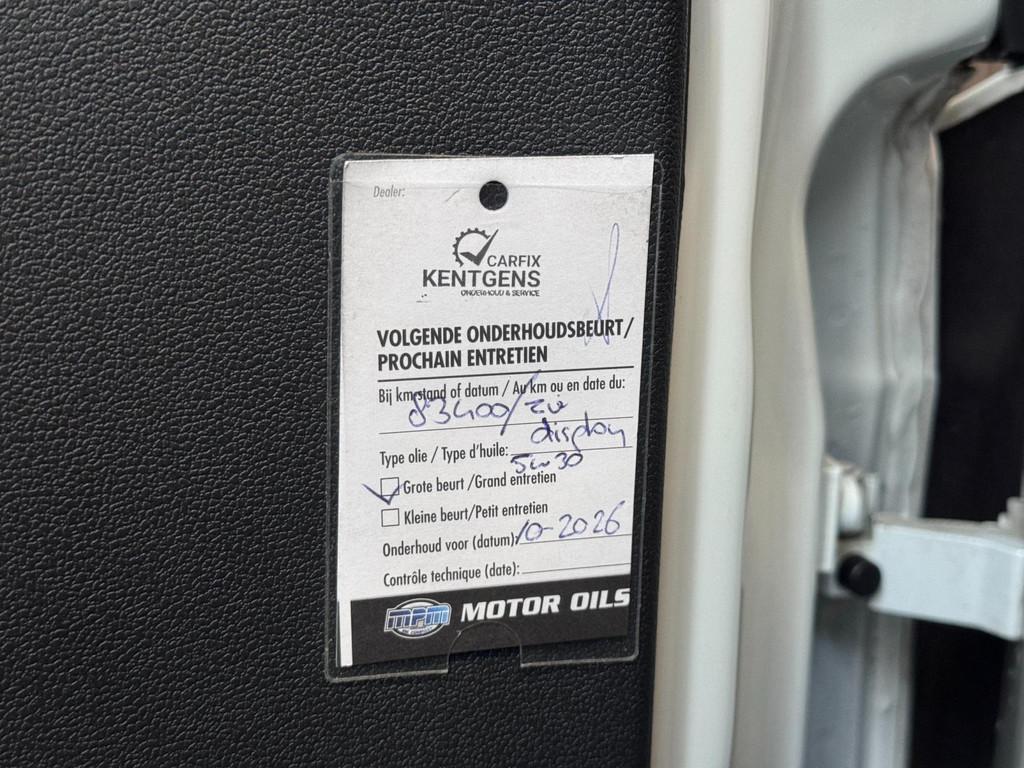 Dealer:
CARFIX
KENTGENS
ONDERHOUD & SERVICE
VOLGENDE ONDERHOUDSBEURT/
PROCHAIN ENTRETIEN
Bij kmstand of datum / Au km ou en date du:
83400/ zie
display
Type olie / Type d'huile:
5w30
Grote beurt /Grand entretien
Kleine beurt/Petit entretien
Onderhoud voor (datum): 10-2026
Contrôle technique (date):
MPM MOTOR OILS